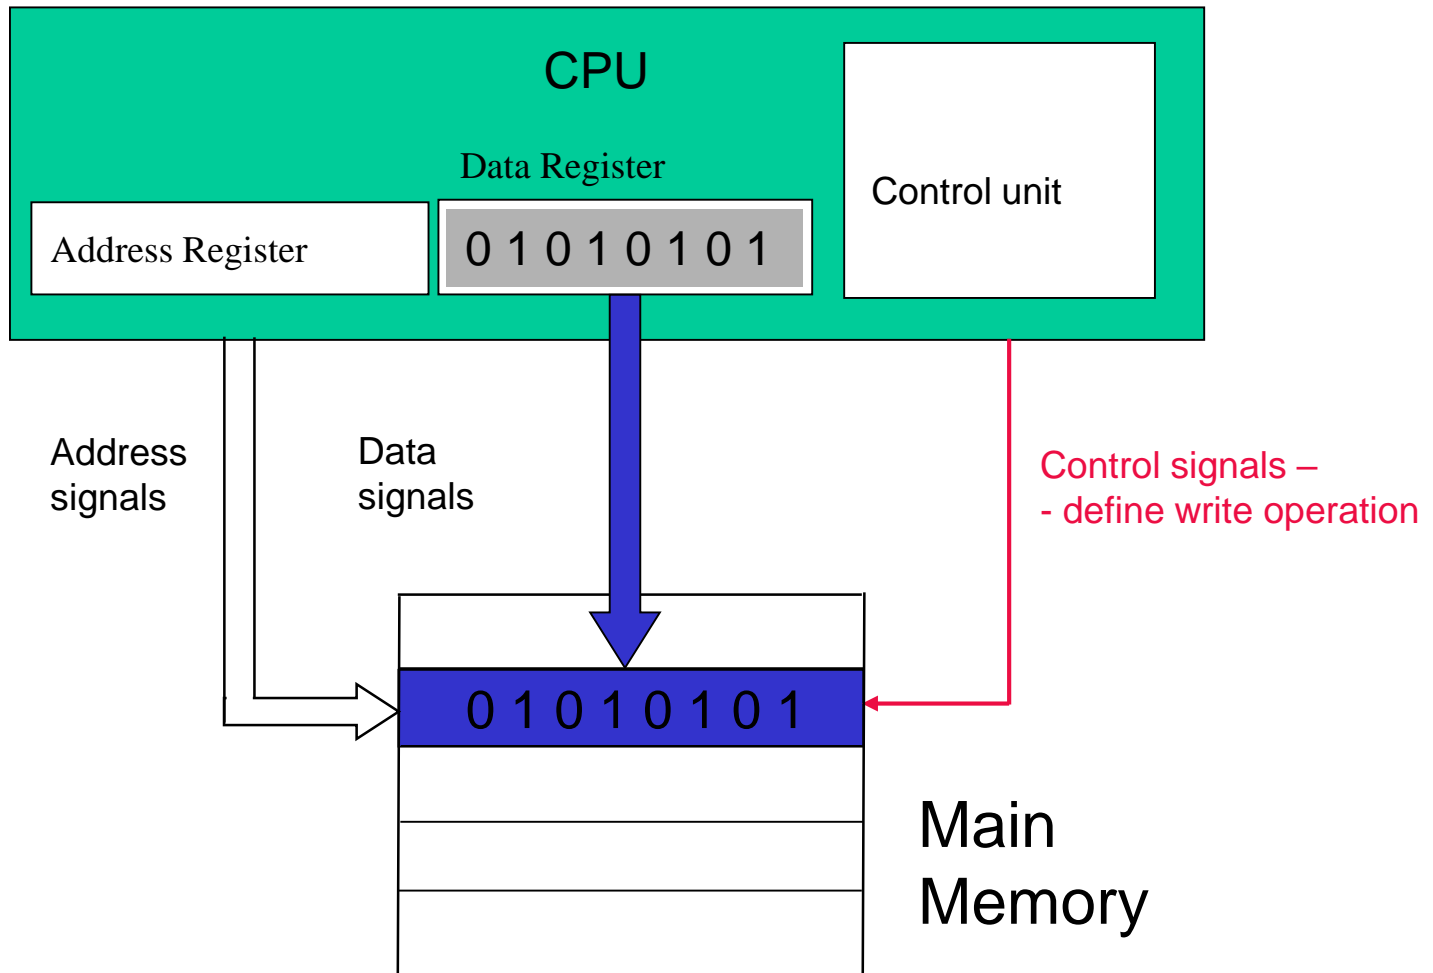 CPU
Data Register
Control unit
Address Register
0 1 0 1 0 1 0 1
Address
signals
Data
signals
Control signals –
- define write operation
0 1 0 1 0 1 0 1
Main
Memory